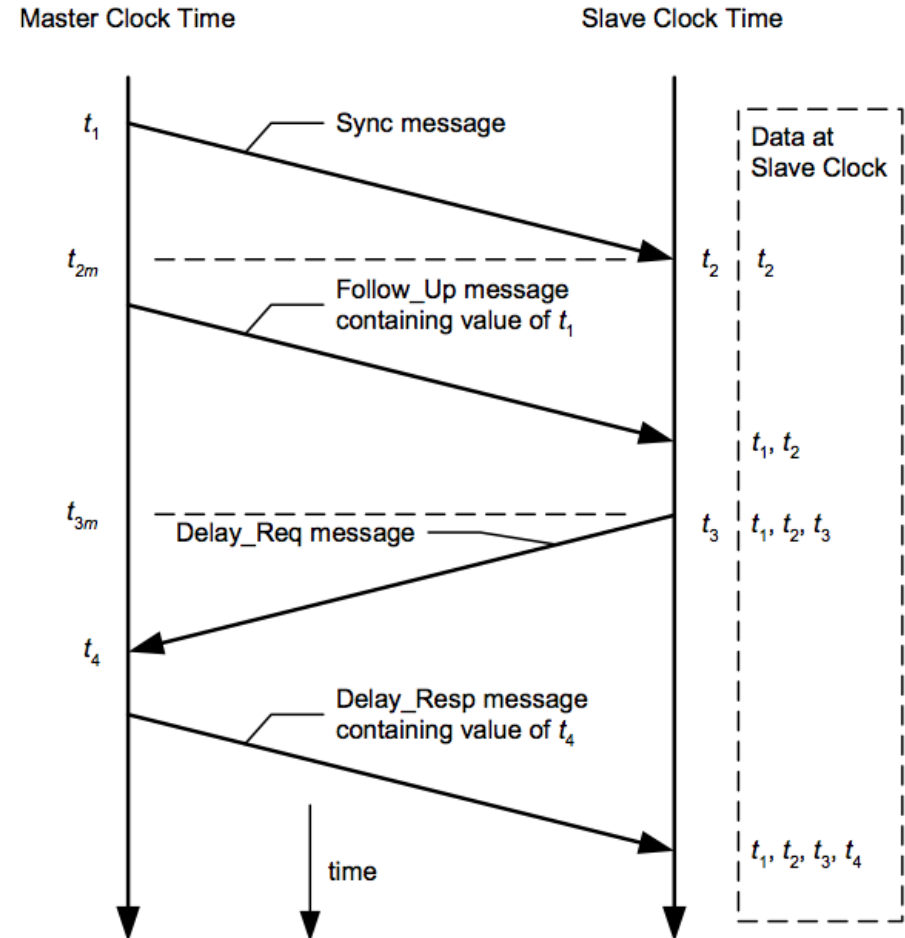 Master Clock Time
Slave Clock Time
t1
Sync message
Data at
Slave Clock
t2m
t2
t2
Follow_Up message
containing value of t1
t1, t2
t3m
Delay_Req message
t3
t1, t2, t3
t4
Delay_Resp message
containing value of t4
time
t1, t2, t3, t4